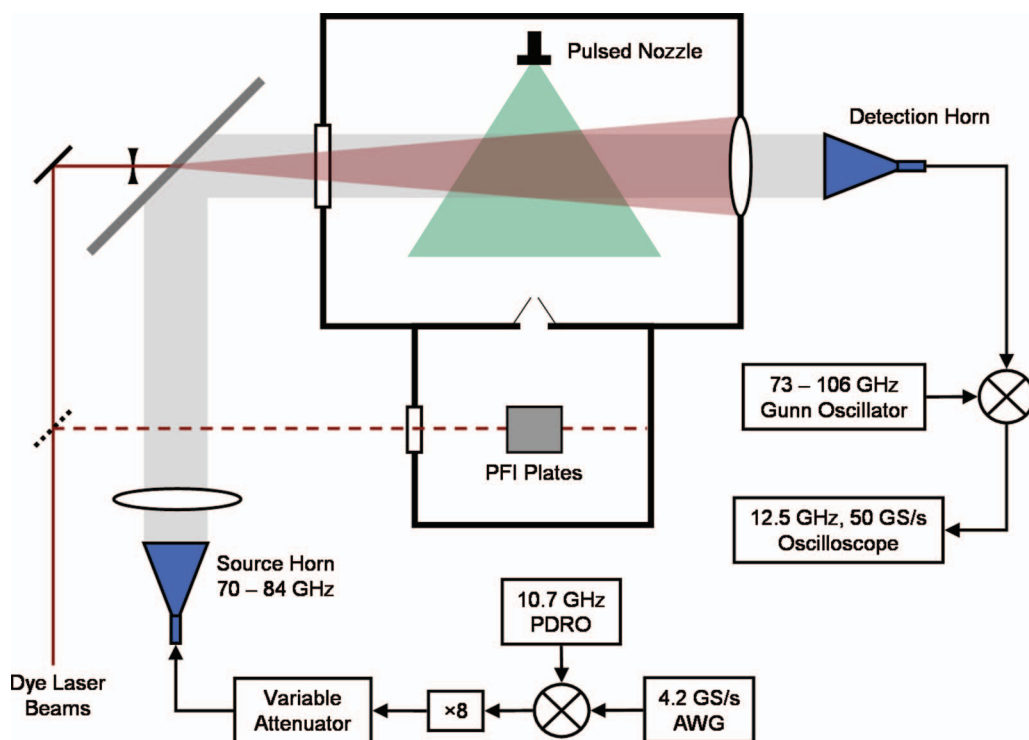 Pulsed Nozzle
Detection Horn
73 – 106 GHz
Gunn Oscillator
PFI Plates
12.5 GHz, 50 GS/s
Oscilloscope
Source Horn
70 – 84 GHz
10.7 GHz
PDRO
Dye Laser
Beams
Variable
Attenuator
×8
4.2 GS/s
AWG